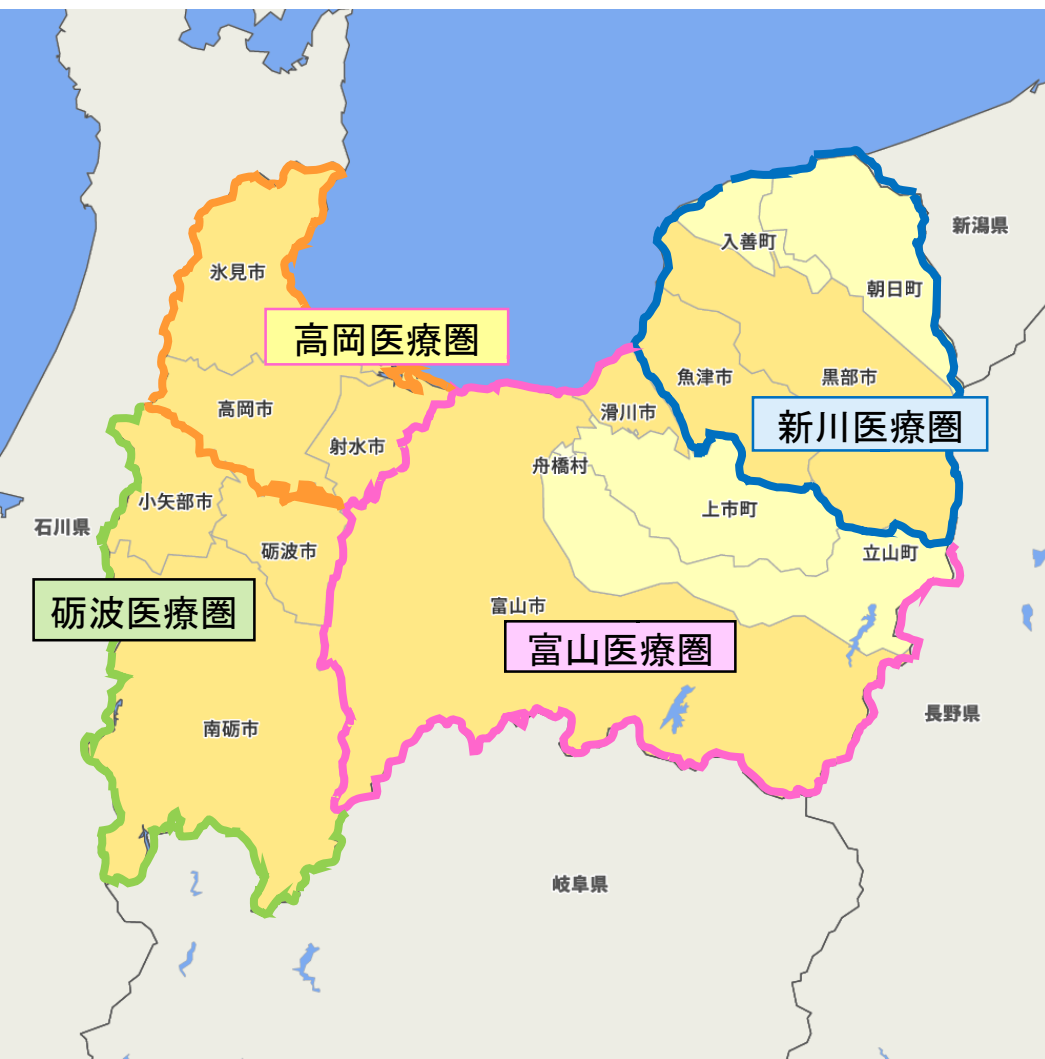 新潟県
入善町
氷見市
朝日町
高岡医療圏
魚津市
黒部市
高岡市
滑川市
新川医療圏
射水市
舟橋村
小矢部市
上市町
石川県
砺波市
立山町
砺波医療圏
富山市
富山医療圏
長野県
南砺市
岐阜県